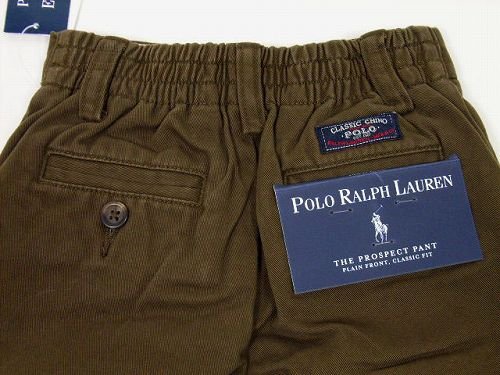 P
E
CLASSIC CHINO
POLO
POLO RALPH LAUREN
THE PROSPECT PANT
PLAIN FRONT, CLASSIC FIT